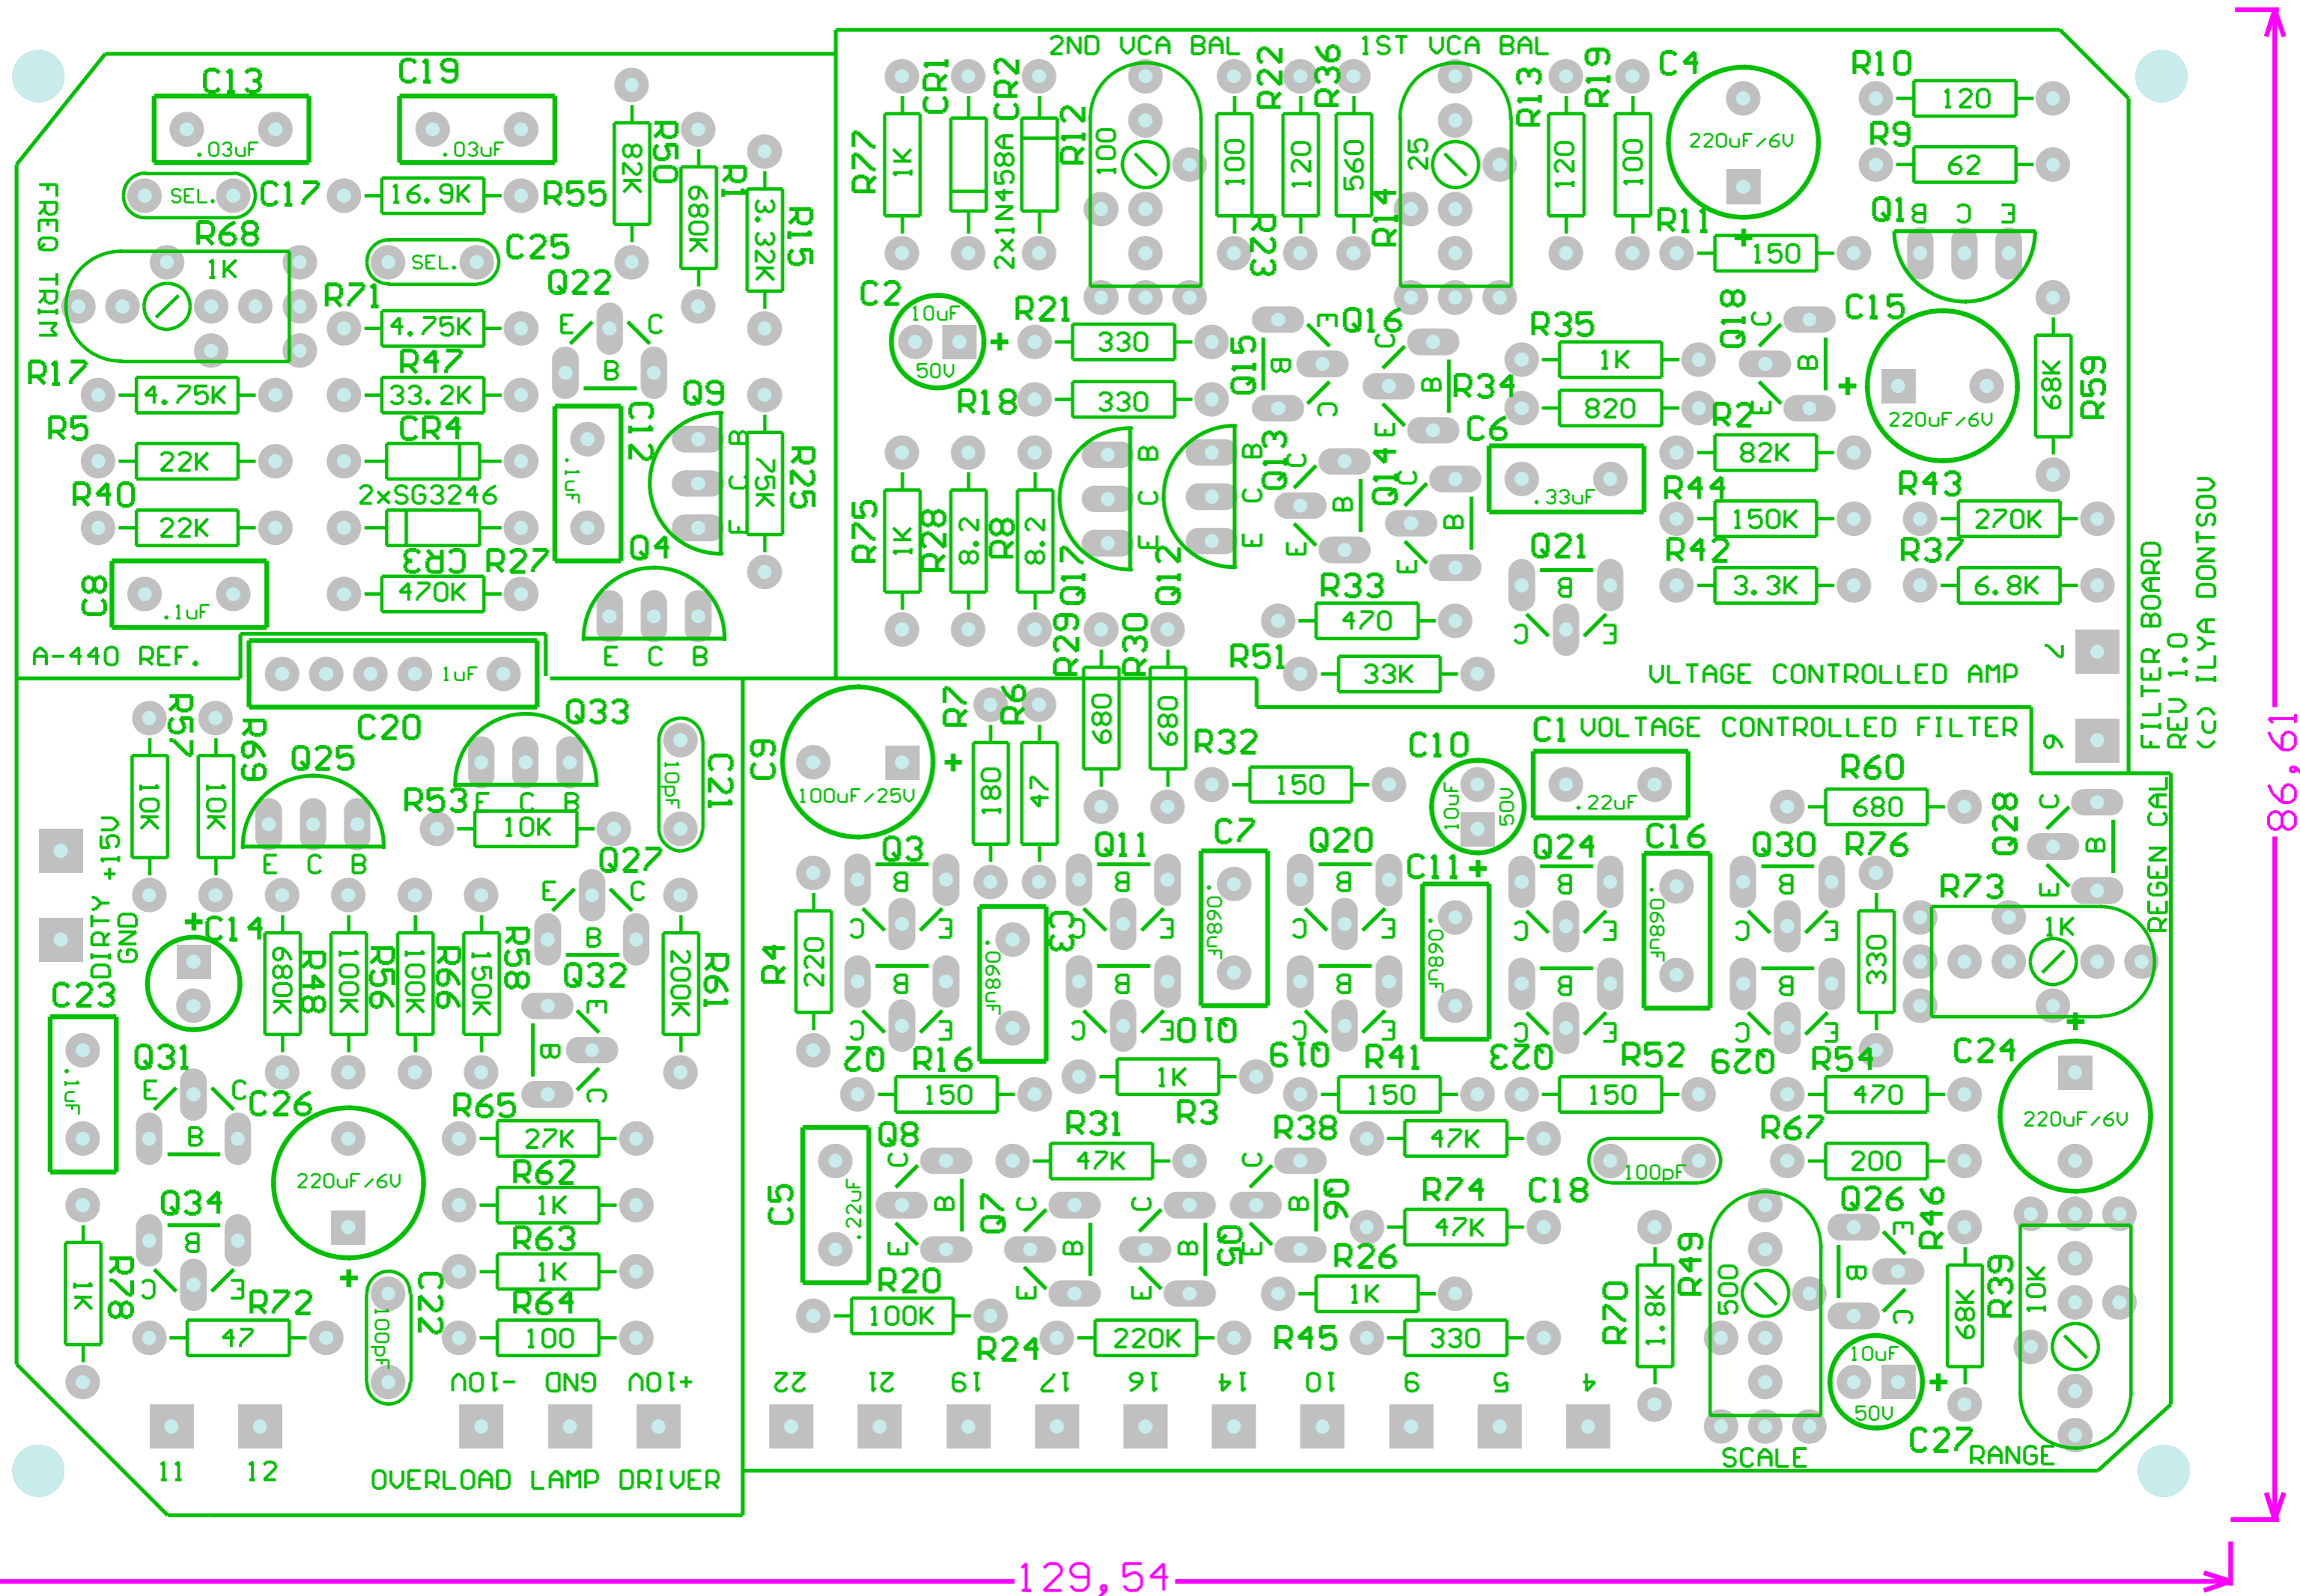 C13
.03uF
C19
.03uF
SEL.
C17
16.9K
R55
R50
82K
R1
680K
R15
3.32K
FREQ TRIM
R68
1K
SEL.
C25
R71
4.75K
Q22
E C
B
R17
4.75K
R47
33.2K
R5
22K
CR4
2xSG3246
R40
22K
CR3
R27
470K
C8
.1uF
C12
.1uF
Q9
B
C
E
R25
75K
Q4
E C B
A-440 REF.
1uF
C20
2ND VCA BAL
1ST VCA BAL
R77
1K
CR1
CR2
2x1N458A
R12
100
R22
100
R23
120
R36
560
R14
25
R13
120
R19
100
C4
220uF/6V
+
R10
120
R9
62
Q1
B C E
R11
150
C2
10uF
50V
+
R21
330
R18
330
Q15
E
B
C
Q16
C
B
E
R34
R35
1K
820
Q18
C
B
E
C15
+
220uF/6V
R59
68K
R2
82K
C6
.33uF
R75
1K
R28
8.2
R8
8.2
Q17
B
C
E
Q12
B
C
E
Q13
C
B
E
Q14
C
B
E
R44
150K
R43
270K
R42
3.3K
R37
6.8K
Q21
B
C E
R33
470
R51
33K
R29
680
R30
680
VLTAGE CONTROLLED AMP
7
6
FILTER BOARD
REV 1.0
(c) ILYA DONTSOV
R57
10K
R69
10K
Q25
E C B
Q33
E C B
R53
10K
C21
10pF
DIRTY +15V
GND
C14
+
R48
680K
R56
100K
R66
100K
R58
150K
Q27
E C
B
Q32
E
B
C
R61
200K
C23
.1uF
Q31
E C
B
C26
220uF/6V
+
R65
27K
R62
1K
R63
1K
R64
100
Q34
B
C E
R78
1K
R72
47
C22
100pF
-10V
GND
+10V
11
12
OVERLOAD LAMP DRIVER
C9
100uF/25V
+
R7
180
R6
47
R32
150
C10
10uF
50V
+
C1
.22uF
VOLTAGE CONTROLLED FILTER
R60
680
Q28
C
B
E
REGEN CAL
R4
220
Q3
B
C E
B
C E
Q2
C3
.068uF
Q11
B
C E
B
C E
Q10
C7
.068uF
Q20
B
C E
B
C E
Q19
C11
.068uF
Q24
B
C E
B
C E
Q23
C16
.068uF
Q30
B
C E
B
C E
Q29
R76
330
R73
1K
R16
150
1K
R3
R41
150
R52
150
R54
470
C24
+
220uF/6V
R31
47K
R38
47K
R67
200
100pF
C18
C5
.22uF
Q8
C
B
E
Q7
C
B
E
Q5
C
B
E
Q6
C
B
E
R74
47K
R20
100K
R24
220K
R26
1K
R45
330
R70
1.8K
R49
500
SCALE
Q26
E
B
C
R46
68K
R39
10K
RANGE
10uF
50V
+
C27
22
21
19
17
16
14
10
9
5
4
86,61
129,54